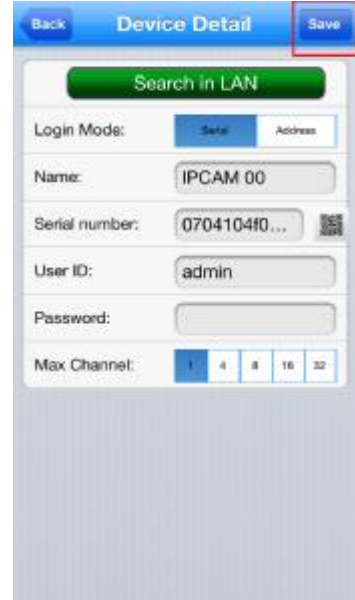 Back Device Detail Save
Search in LAN
Login Mode: Serial Address
Name: IPCAM 00
Serial number: 0704104f0...
User ID: admin
Password:
Max Channel: 1 4 8 16 32